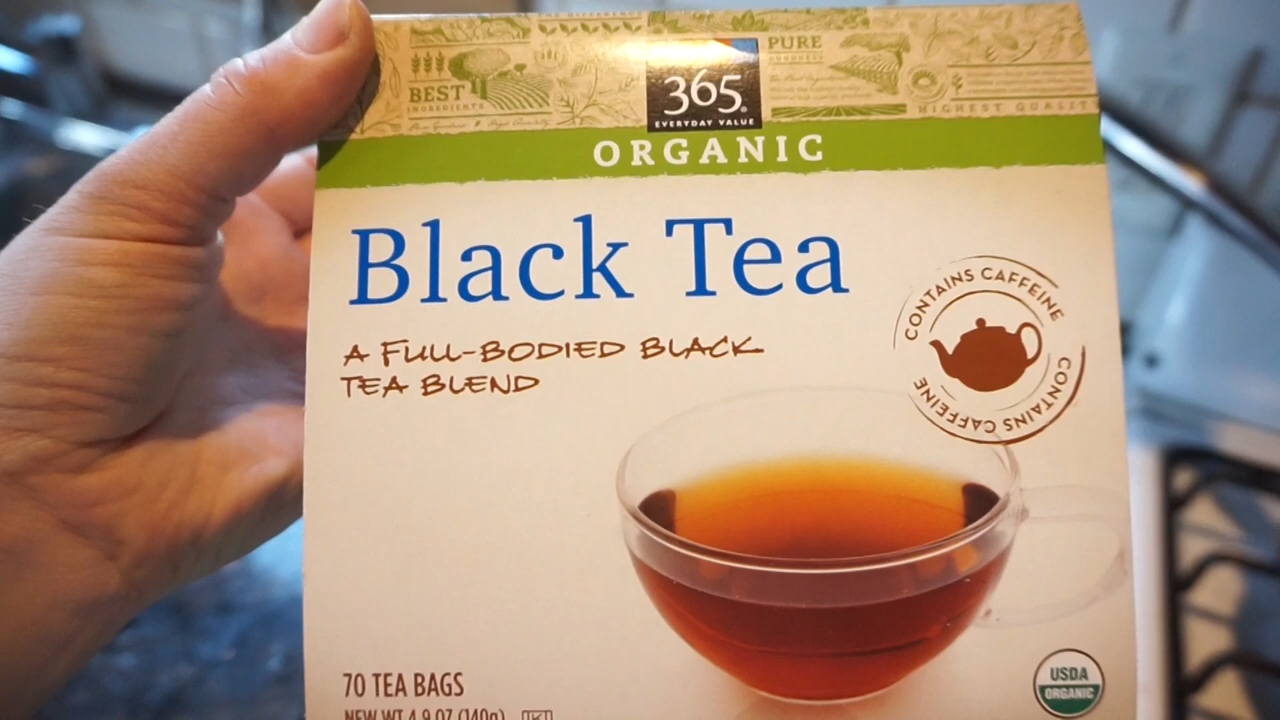 BEST
INGREDIENTS
PURE
365.
EVERYDAY VALUE
HIGHEST QUALITY
ORGANIC
Black Tea
A FULL-BODIED BLACK
TEA BLEND
CONTAINS CAFFEINE
CONTAINS CAFFEINE
70 TEA BAGS
NEW WT 4.9 OZ (140g)
USDA
ORGANIC